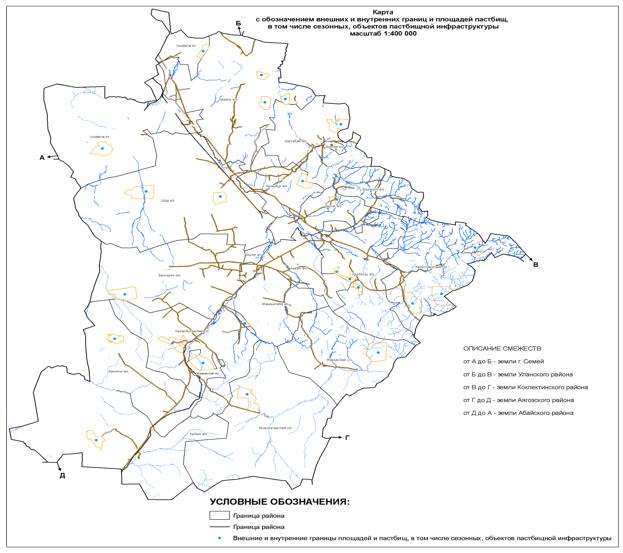 Карта
с обозначением внешних и внутренних границ и площадей пастбищ,
в том числе сезонных, объектов пастбищной инфраструктуры
масштаб 1:400 000
Б
А
В
ОПИСАНИЕ СМЕЖЕСТВ
от А до Б - земли г. Семей
от Б до В - земли Уланского района
от В до Г - земли Кокпектинского района
от Г до Д - земли Аягозского района
от Д до А - земли Абайского района
Г
Д
УСЛОВНЫЕ ОБОЗНАЧЕНИЯ:
Граница района
Граница района
Внешние и внутренние границы площадей и пастбищ, в том числе сезонных, объектов пастбищной инфраструктуры